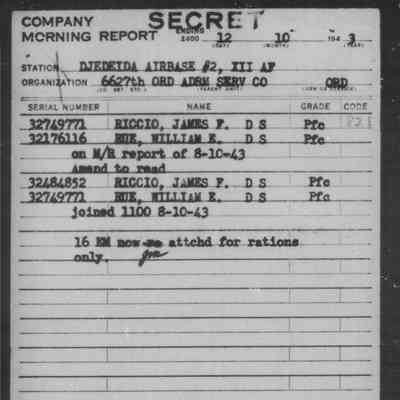 SECRET
COMPANY
MORNING REPORT ENDING 2400 12 10 194 3
(DAY) (MONTH) (YEAR)
STATION DJEDEIDA AIRBASE #2, XII AF
ORGANIZATION 6627th ORD ADRM SERV CO ORD
SERIAL NUMBER NAME GRADE CODE
32749771 RICCIO, JAMES F. D S Pfc
32176116 RUE, WILLIAM E. D S Pfc
on M/R report of 8-10-43
Amend to read
32484852 RICCIO, JAMES F. D S Pfc
32749771 RUE, WILLIAM E. D S Pfc
joined 1100 8-10-43
16 EM now attchd for rations
only.